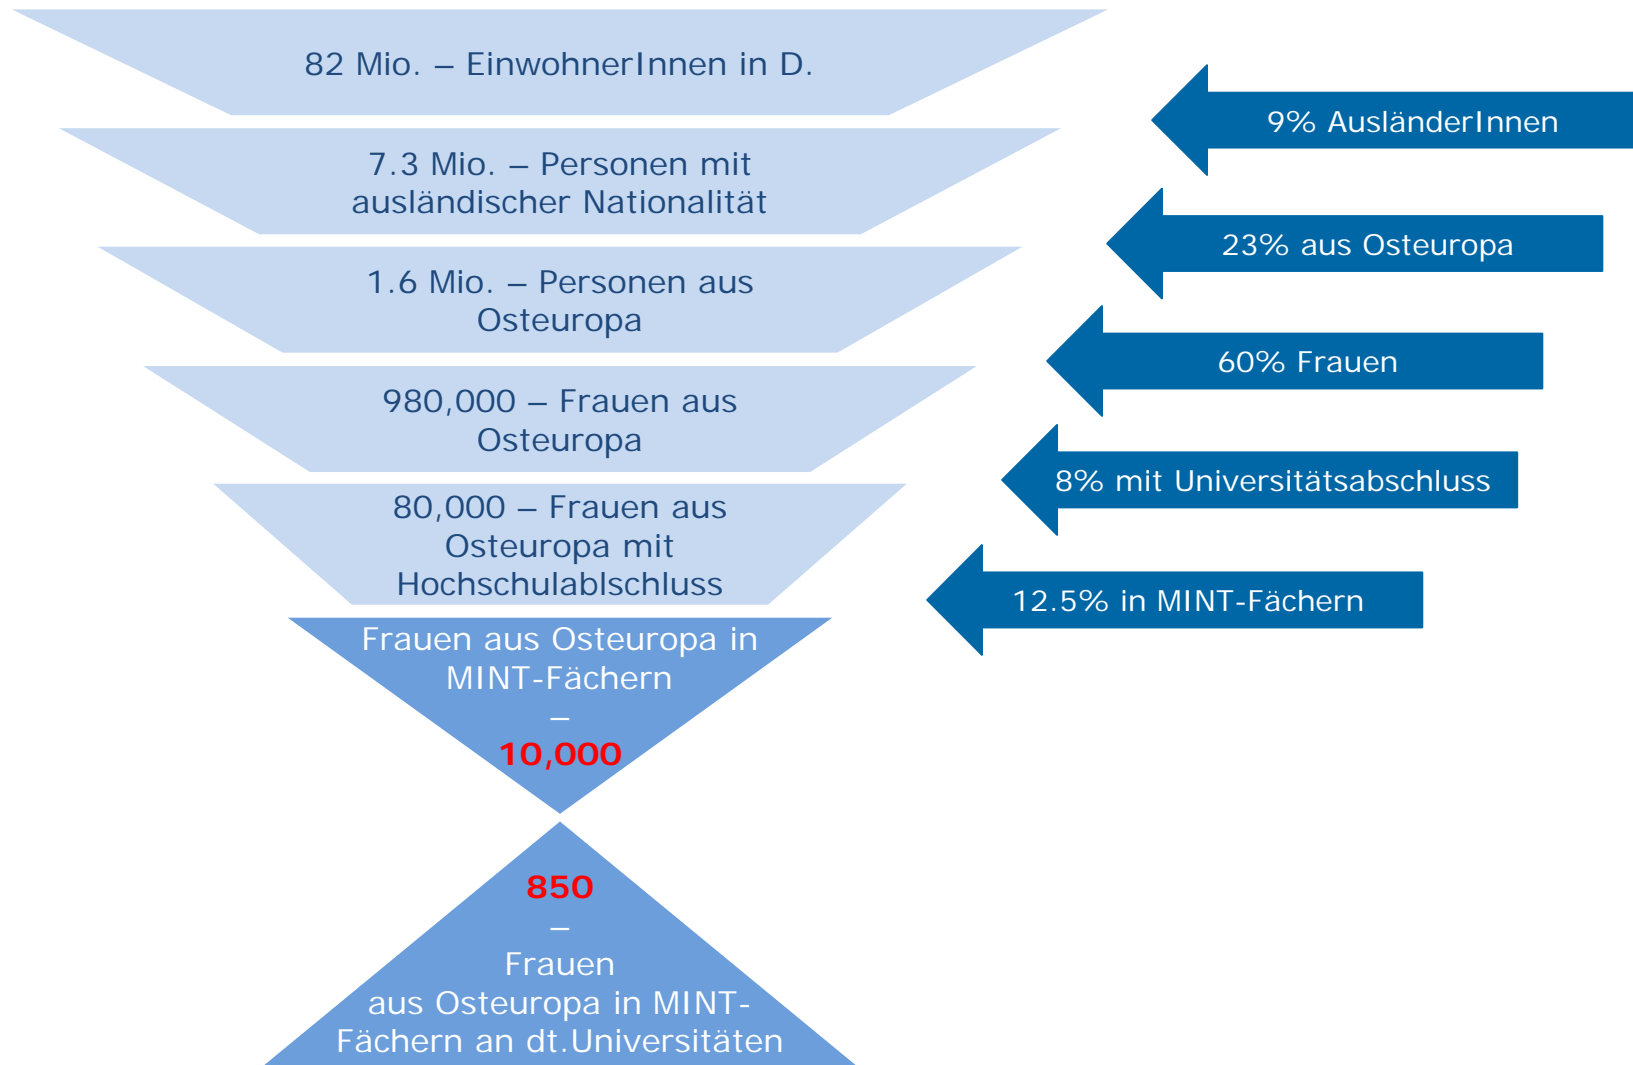 82 Mio. – EinwohnerInnen in D.
9% AusländerInnen
7.3 Mio. – Personen mit
ausländischer Nationalität
23% aus Osteuropa
1.6 Mio. – Personen aus
Osteuropa
60% Frauen
980,000 – Frauen aus
Osteuropa
8% mit Universitätsabschluss
80,000 – Frauen aus
Osteuropa mit
Hochschulablschluss
12.5% in MINT-Fächern
Frauen aus Osteuropa in
MINT-Fächern
–
10,000
850
–
Frauen
aus Osteuropa in MINT-
Fächern an dt.Universitäten